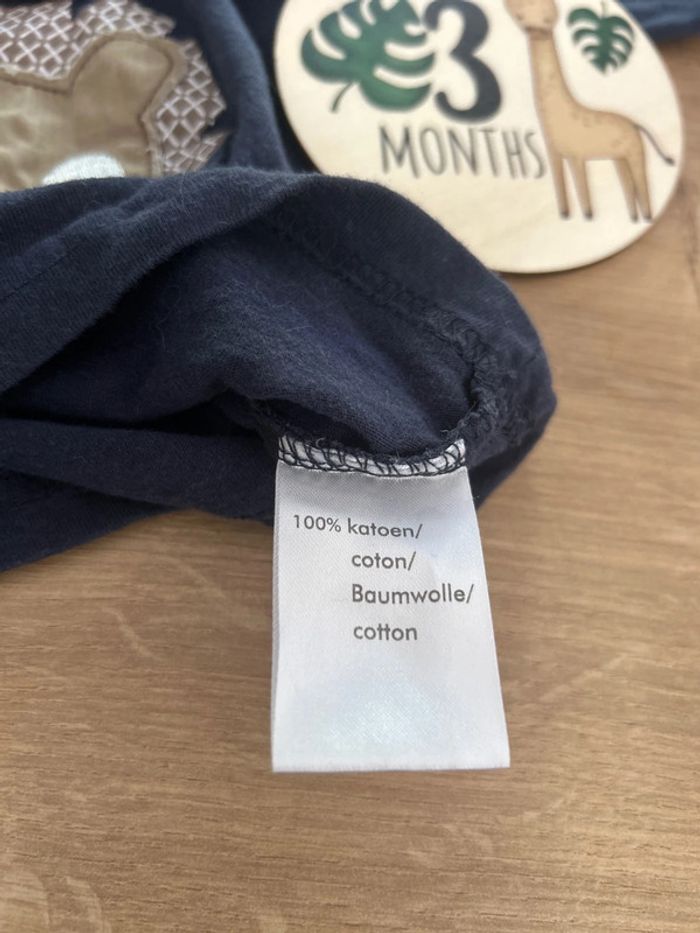 3
MONTHS
100% katoen/
coton/
Baumwolle/
cotton